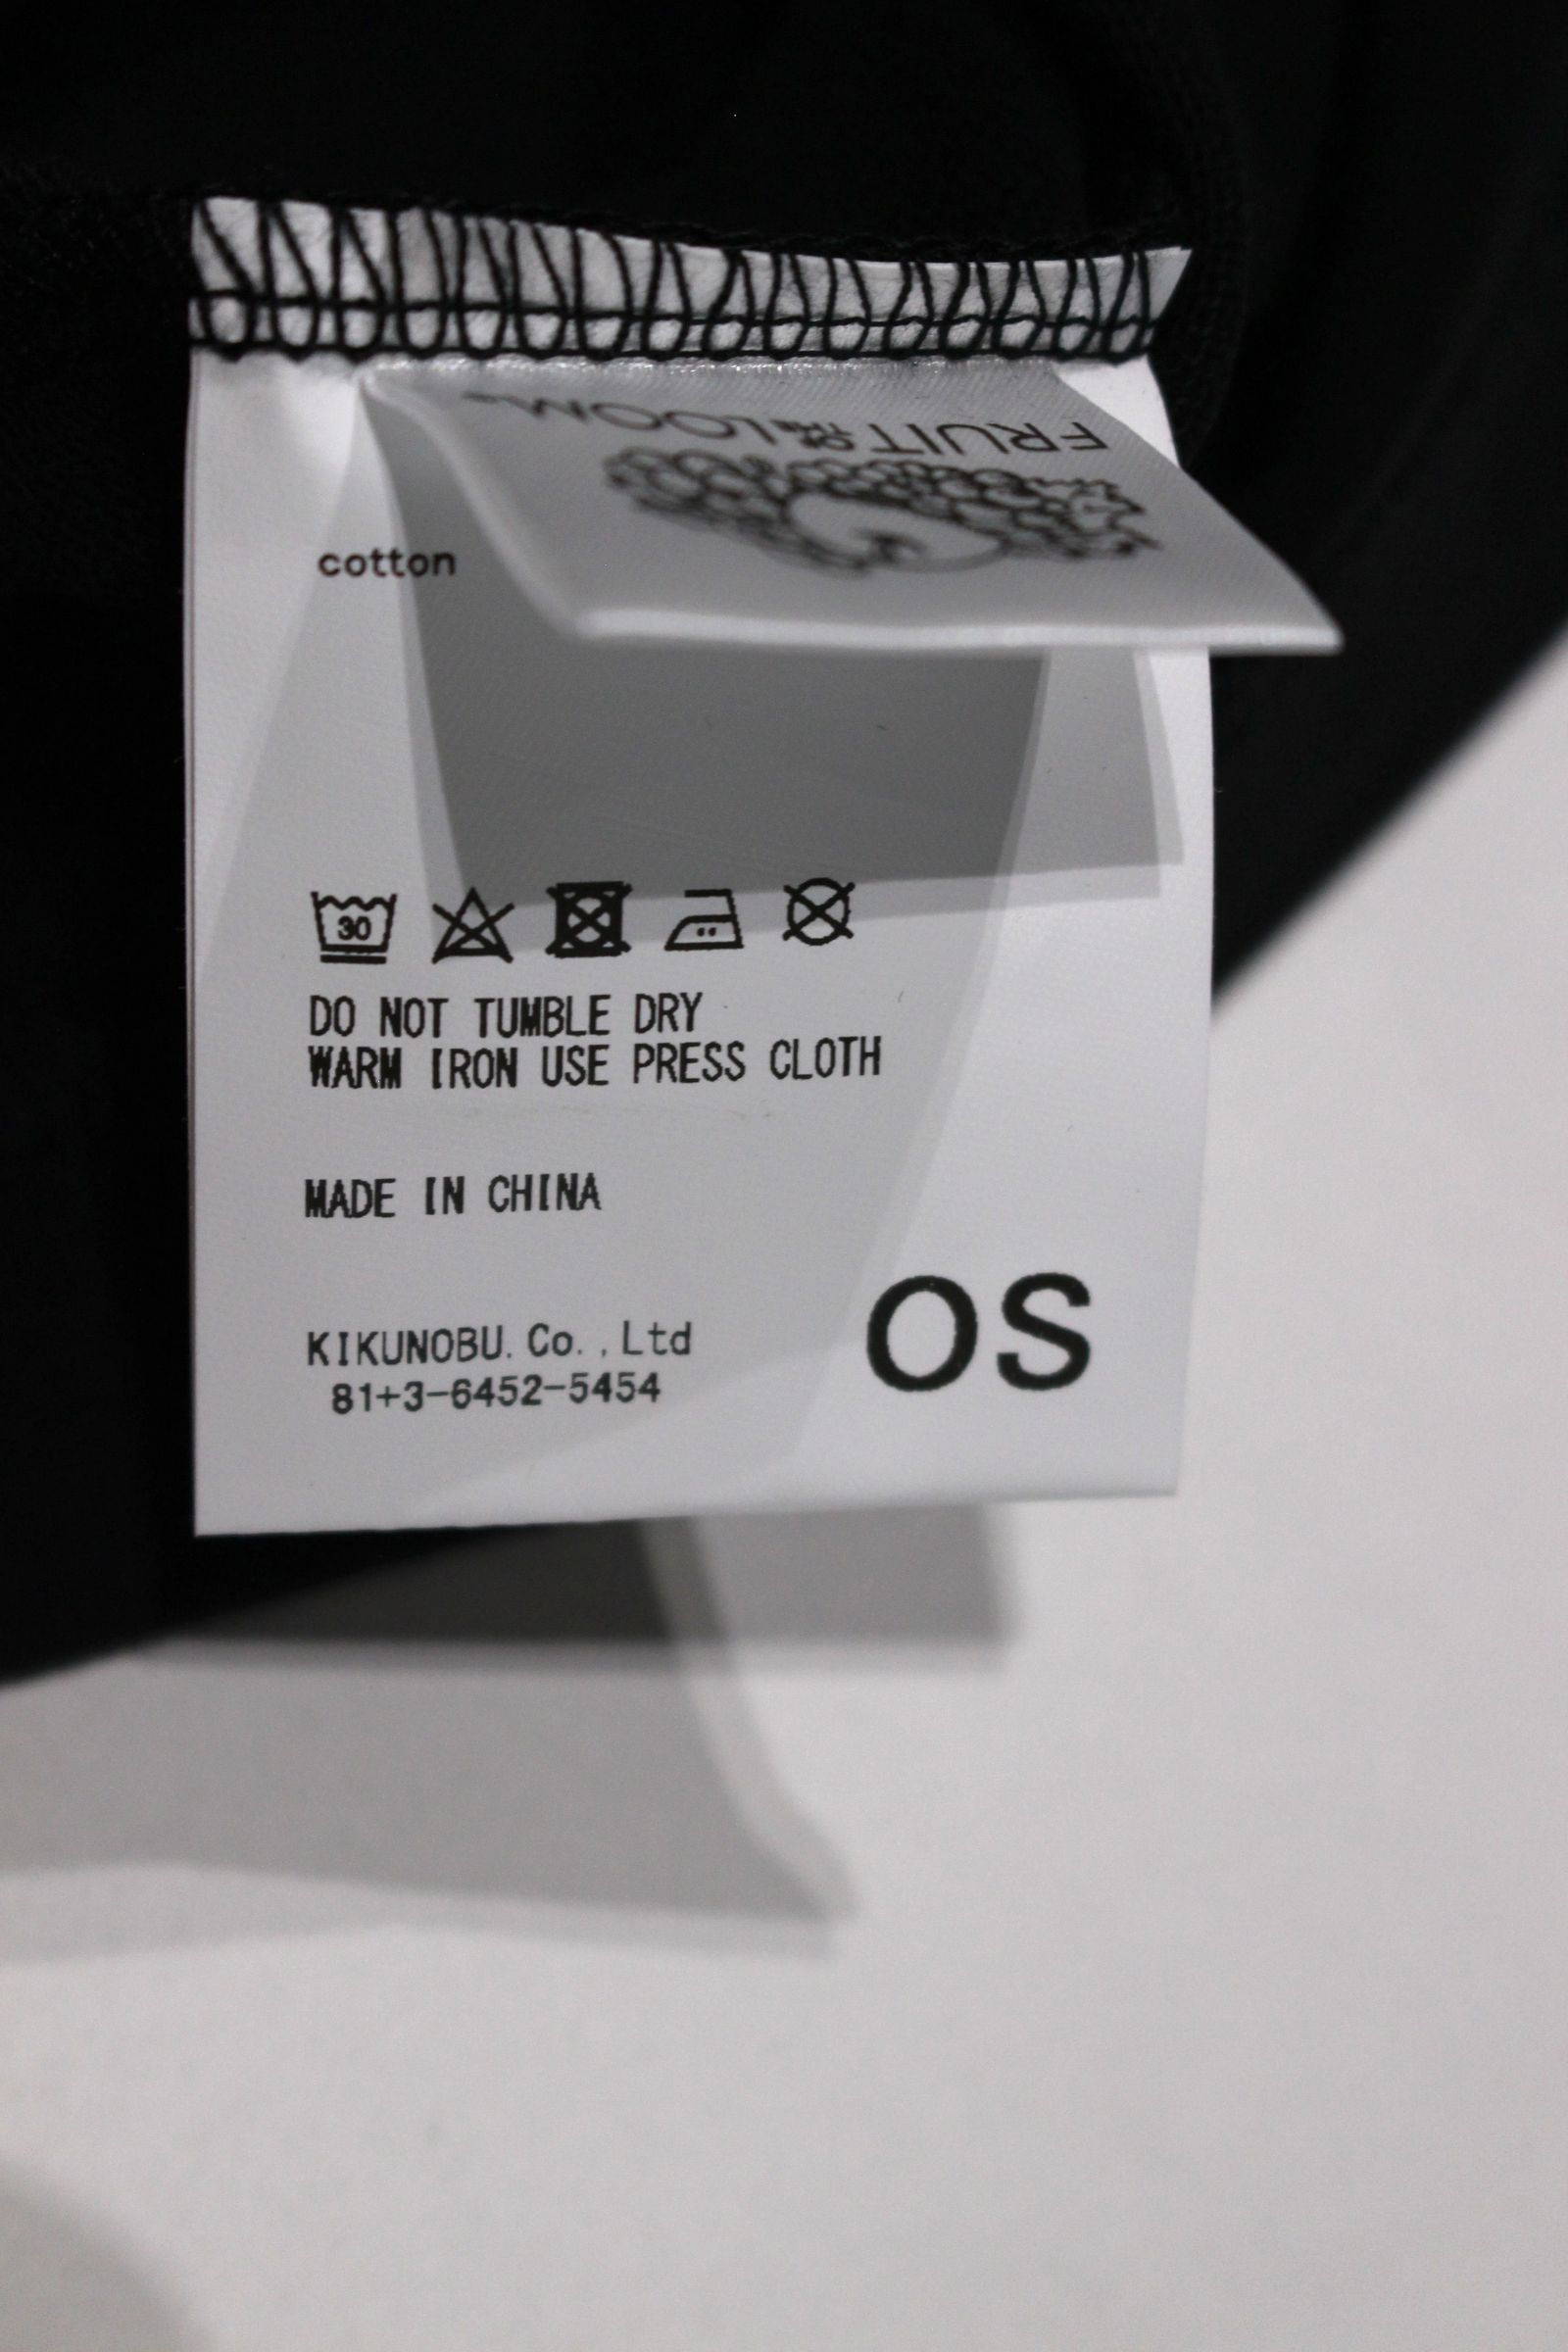 FRUIT OF THE LOOM
cotton
30
DO NOT TUMBLE DRY
WARM IRON USE PRESS CLOTH
MADE IN CHINA
KIKUNOBU. Co. , Ltd
81+3-6452-5454
OS